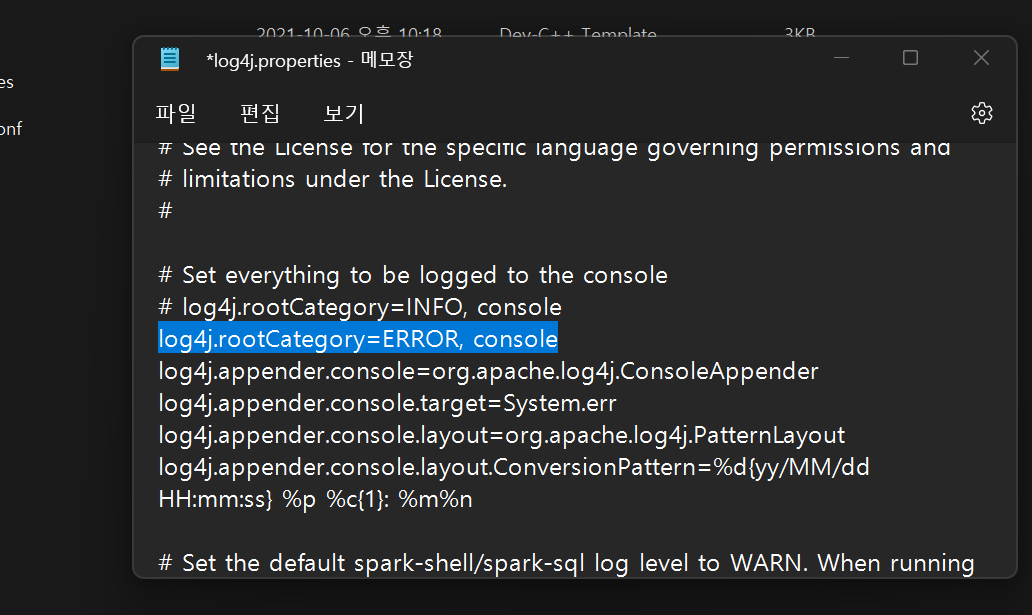 2021-10-06 오후 10:18 Dev-C++ Template 3KB
*log4j.properties - 메모장
es
파일 편집 보기
onf
# See the License for the specific language governing permissions and
# limitations under the License.
#
# Set everything to be logged to the console
# log4j.rootCategory=INFO, console
log4j.rootCategory=ERROR, console
log4j.appender.console=org.apache.log4j.ConsoleAppender
log4j.appender.console.target=System.err
log4j.appender.console.layout=org.apache.log4j.PatternLayout
log4j.appender.console.layout.ConversionPattern=%d{yy/MM/dd
HH:mm:ss} %p %c{1}: %m%n
# Set the default spark-shell/spark-sql log level to WARN. When running